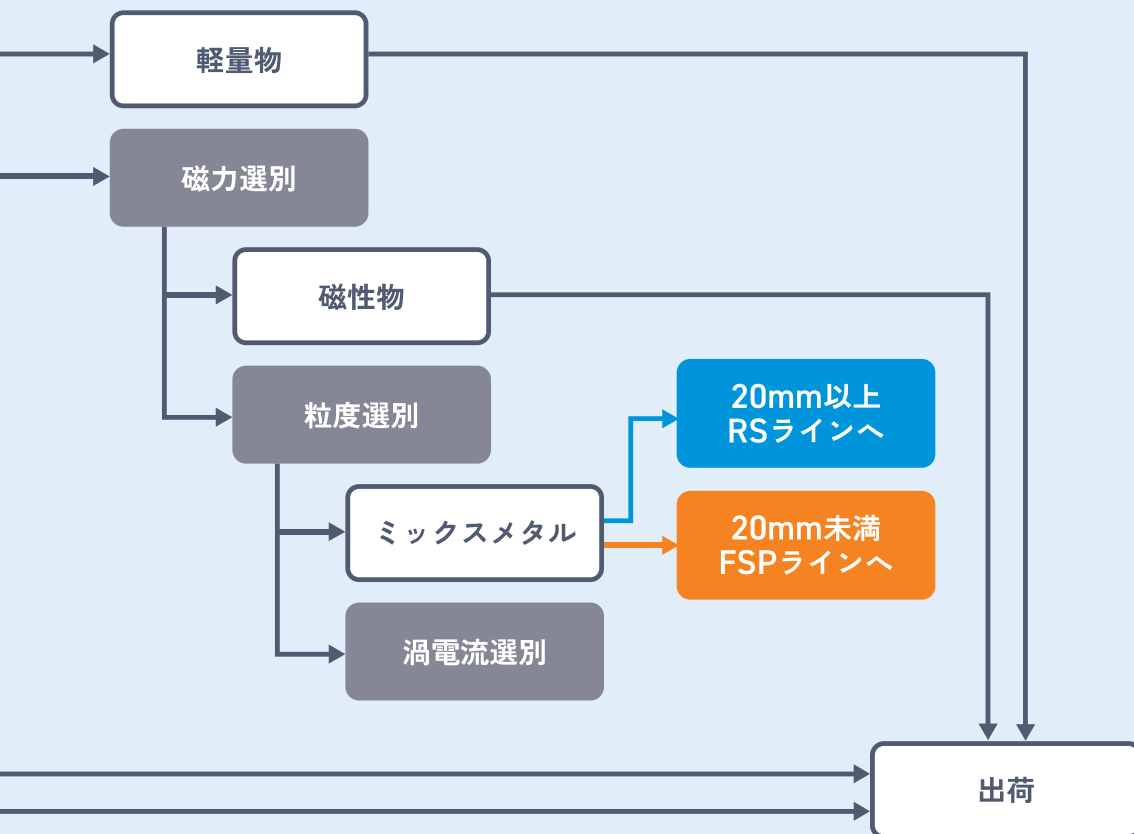 軽量物
磁力選別
磁性物
粒度選別
20mm以上
RSラインへ
ミックスメタル
20mm未満
FSPラインへ
渦電流選別
出荷